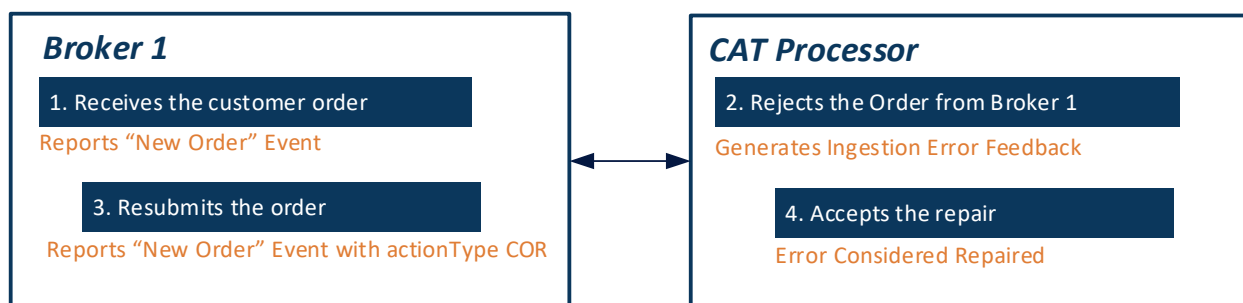 Broker 1
1. Receives the customer order
Reports “New Order” Event
3. Resubmits the order
Reports “New Order” Event with actionType COR
CAT Processor
2. Rejects the Order from Broker 1
Generates Ingestion Error Feedback
4. Accepts the repair
Error Considered Repaired